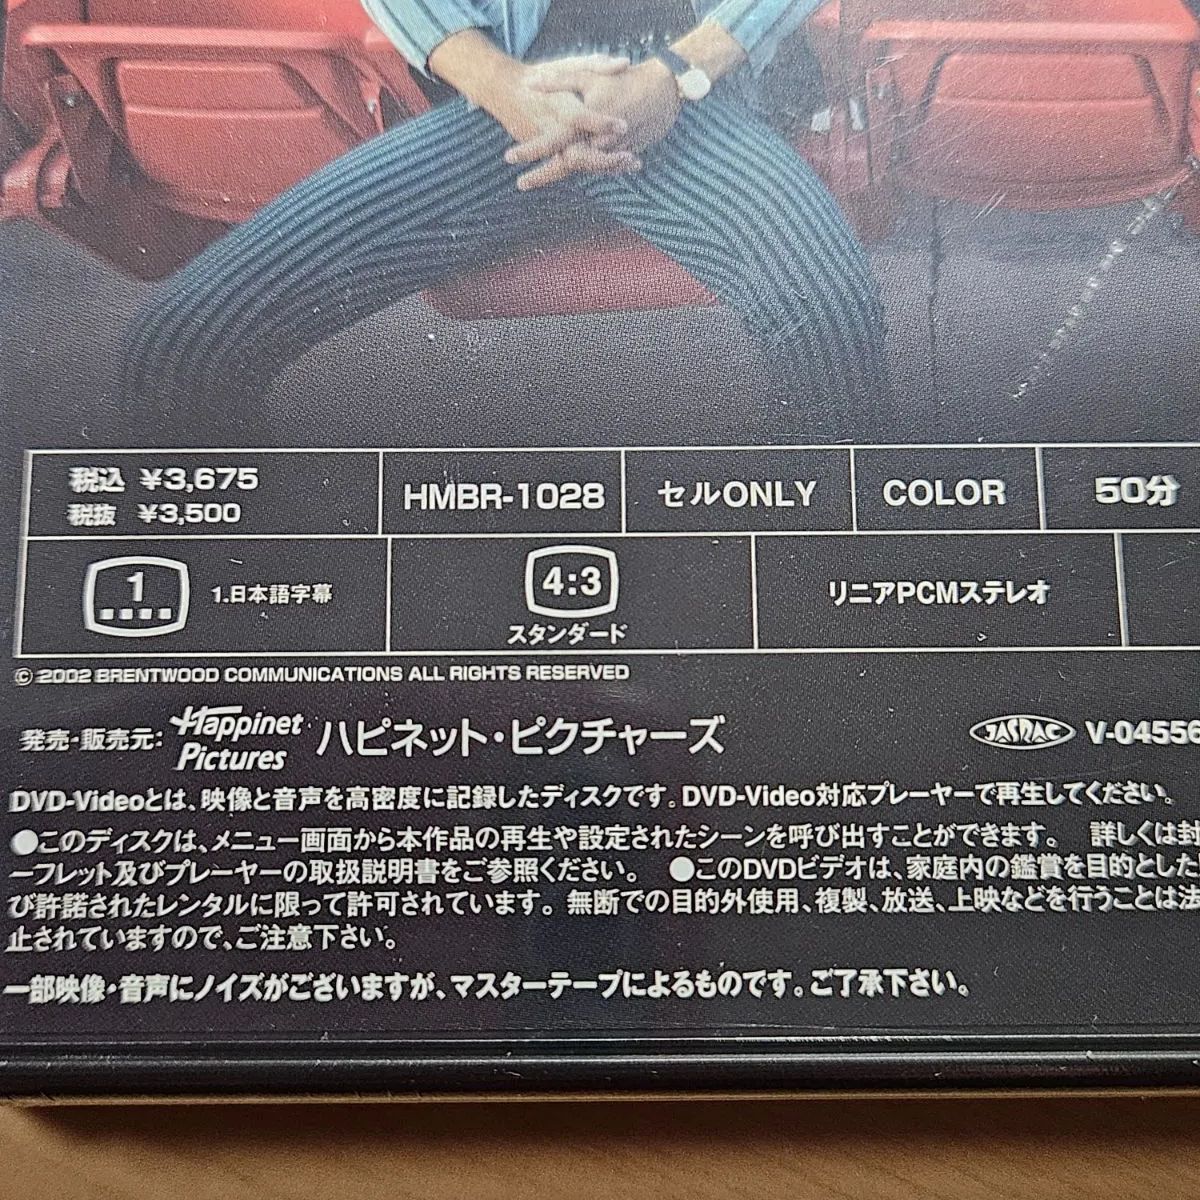 税込 ¥3,675
税抜 ¥3,500
HMBR-1028
セルONLY
COLOR
50分
1
1.日本語字幕
4:3
スタンダード
リニアPCMステレオ
© 2002 BRENTWOOD COMMUNICATIONS ALL RIGHTS RESERVED
発売・販売元: Happinet Pictures ハピネット・ピクチャーズ
JASRAC V-04556
DVD-Videoとは、映像と音声を高密度に記録したディスクです。DVD-Video対応プレーヤーで再生してください。
●このディスクは、メニュー画面から本作品の再生や設定されたシーンを呼び出すことができます。 詳しくは封
ーフレット及びプレーヤーの取扱説明書をご参照ください。 ●このDVDビデオは、家庭内の鑑賞を目的とした
び許諾されたレンタルに限って許可されています。無断での目的外使用、複製、放送、上映などを行うことは法
止されていますので、ご注意下さい。
一部映像・音声にノイズがございますが、マスターテープによるものです。ご了承下さい。